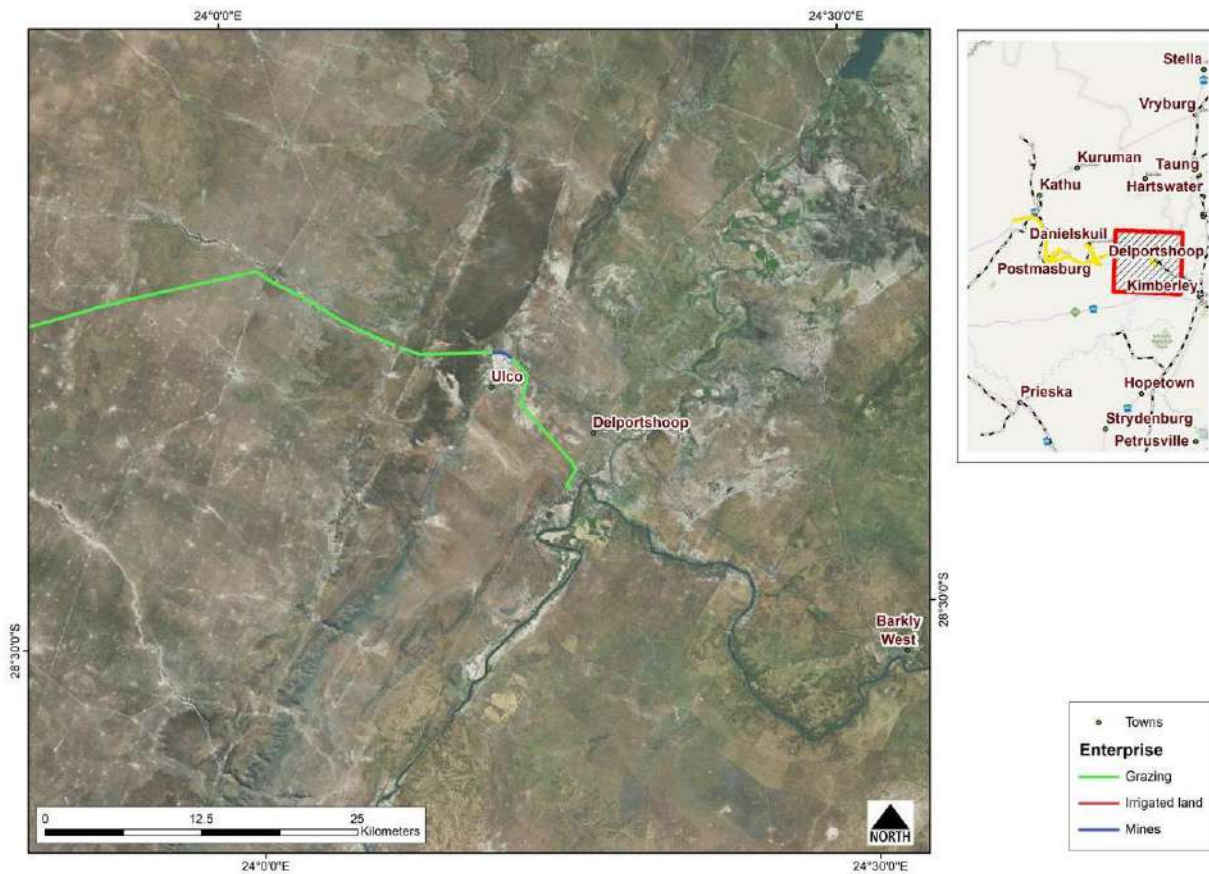 24°0'0"E
24°30'0"E
Ulco
Delportshoop
Barkly
West
28°30'0"S
28°30'0"S
0
12.5
25
Kilometers
NORTH
24°0'0"E
24°30'0"E
Stella
Vryburg
Kuruman
Taung
Kathu
Hartswater
Danielskuil
Delportshoop
Postmasburg
Kimberley
Prieska
Hopetown
Strydenburg
Petrusville
Towns
Enterprise
Grazing
Irrigated land
Mines